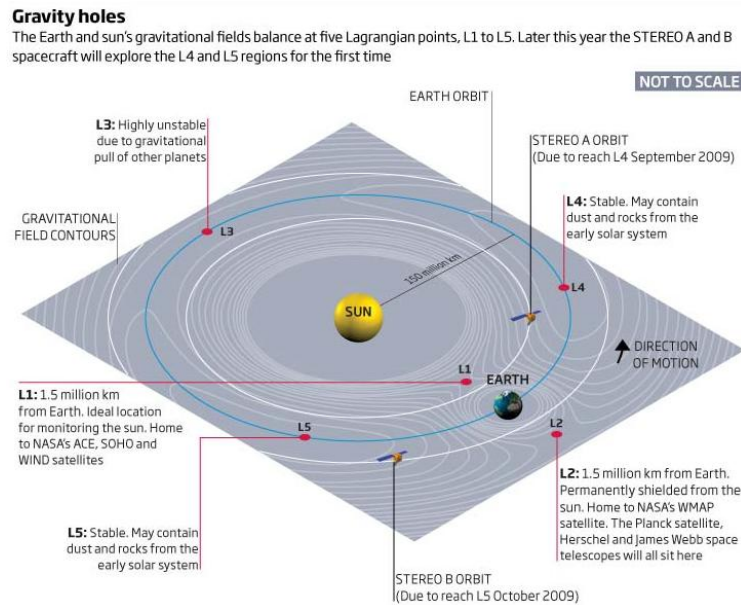 Gravity holes
The Earth and sun's gravitational fields balance at five Lagrangian points, L1 to L5. Later this year the STEREO A and B
spacecraft will explore the L4 and L5 regions for the first time
NOT TO SCALE
EARTH ORBIT
L3: Highly unstable
due to gravitational
pull of other planets
STEREO A ORBIT
(Due to reach L4 September 2009)
L4: Stable. May contain
dust and rocks from the
early solar system
GRAVITATIONAL
FIELD CONTOURS
L3
150 million km
L4
SUN
DIRECTION
OF MOTION
L1
EARTH
L1: 1.5 million km
from Earth. Ideal location
for monitoring the sun. Home
to NASA's ACE, SOHO and
WIND satellites
L5
L2
L2: 1.5 million km from Earth.
Permanently shielded from the
sun. Home to NASA's WMAP
satellite. The Planck satellite,
Herschel and James Webb space
telescopes will all sit here
L5: Stable. May contain
dust and rocks from the
early solar system
STEREO B ORBIT
(Due to reach L5 October 2009)